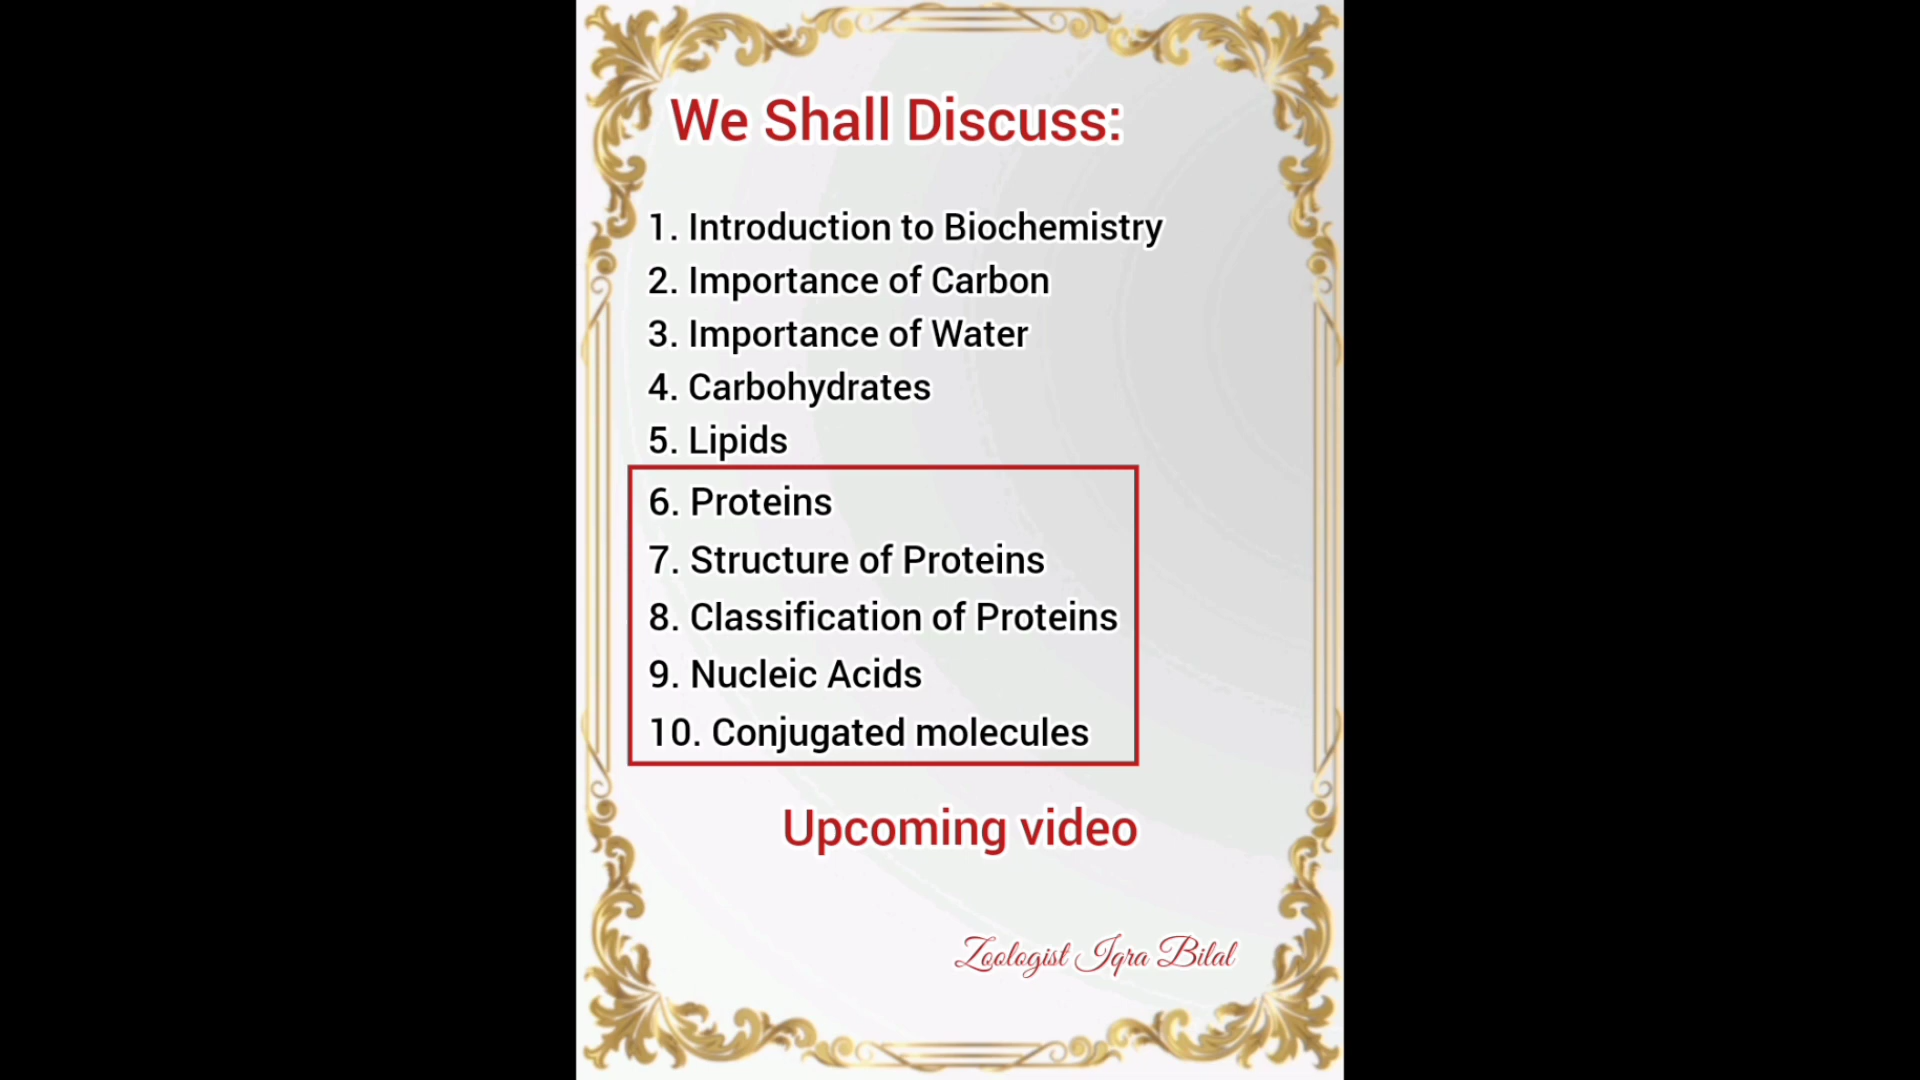 We Shall Discuss:
1. Introduction to Biochemistry
2. Importance of Carbon
3. Importance of Water
4. Carbohydrates
5. Lipids
6. Proteins
7. Structure of Proteins
8. Classification of Proteins
9. Nucleic Acids
10. Conjugated molecules
Upcoming video
Zoologist Iqra Bilal